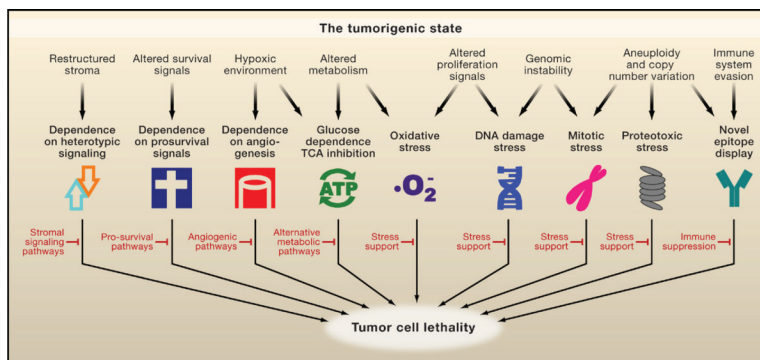 The tumorigenic state
Restructured
stroma
Altered survival
signals
Hypoxic
environment
Altered
metabolism
Altered
proliferation
signals
Genomic
instability
Aneuploidy and copy
number variation
Immune
system
evasion
Dependence
on heterotypic
signaling
Dependence
on prosurvival
signals
Dependence
on angio-
genesis
Glucose
dependence
TCA inhibition
Oxidative
stress
DNA damage
stress
Mitotic
stress
Proteotoxic
stress
Novel
epitope
display
ATP
·O₂⁻
Stromal
signaling
pathways
Pro-survival
pathways
Angiogenic
pathways
Alternative
metabolic
pathways
Stress
support
Stress
support
Stress
support
Stress
support
Immune
suppression
Tumor cell lethality